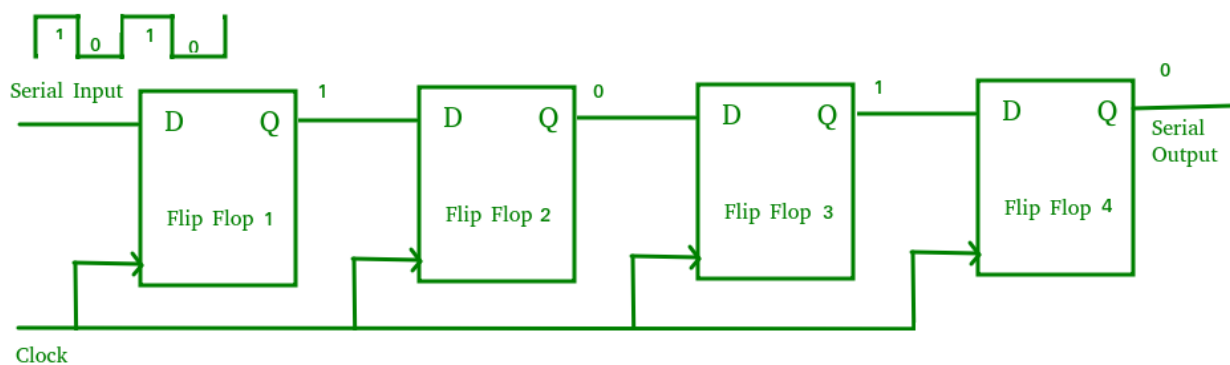 1 0 1 0
Serial Input
1
0
1
0
D Q
D Q
D Q
D Q
Serial
Output
Flip Flop 1
Flip Flop 2
Flip Flop 3
Flip Flop 4
Clock